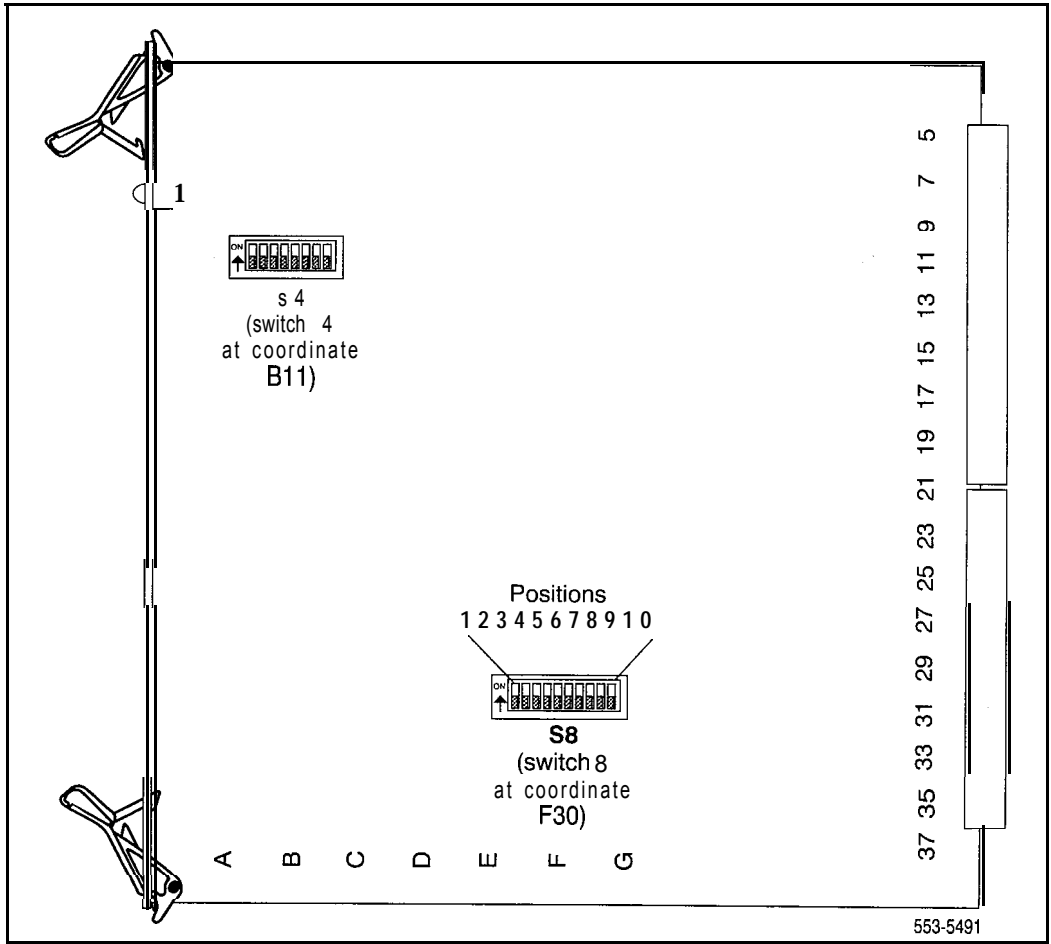 5
7
1
9
ON
11
s 4
13
(switch 4
at coordinate
15
B11)
17
19
21
23
25
Positions
27
1 2 3 4 5 6 7 8 9 1 0
29
ON
31
S8
33
(switch 8
at coordinate
35
F30)
37
A B C D E F G
553-5491